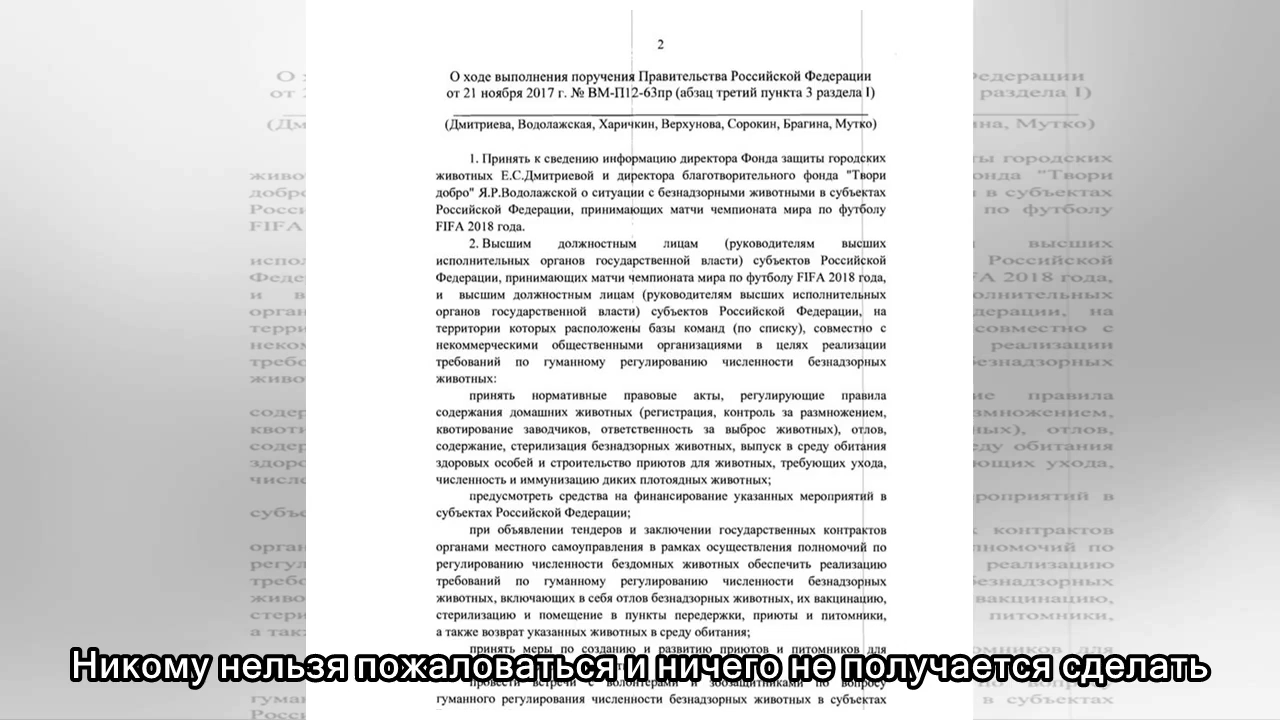 2
О ходе выполнения поручения Правительства Российской Федерации
от 21 ноября 2017 г. № ВМ-П12-63пр (абзац третий пункта 3 раздела I)
(Дмитриева, Водолажская, Харичкин, Верхунова, Сорокин, Брагина, Мутко)
1. Принять к сведению информацию директора Фонда защиты городских
животных Е.С.Дмитриевой и директора благотворительного фонда "Твори
добро" Я.Р.Водолажской о ситуации с безнадзорными животными в субъектах
Российской Федерации, принимающих матчи чемпионата мира по футболу
FIFA 2018 года.
2. Высшим должностным лицам (руководителям высших
исполнительных органов государственной власти) субъектов Российской
Федерации, принимающих матчи чемпионата мира по футболу FIFA 2018 года,
и высшим должностным лицам (руководителям высших исполнительных
органов государственной власти) субъектов Российской Федерации, на
территории которых расположены базы команд (по списку), совместно с
некоммерческими общественными организациями в целях реализации
требований по гуманному регулированию численности безнадзорных
животных:
принять нормативные правовые акты, регулирующие правила
содержания домашних животных (регистрация, контроль за размножением,
квотирование заводчиков, ответственность за выброс животных), отлов,
содержание, стерилизация безнадзорных животных, выпуск в среду обитания
здоровых особей и строительство приютов для животных, требующих ухода,
численность и иммунизацию диких плотоядных животных;
предусмотреть средства на финансирование указанных мероприятий в
субъектах Российской Федерации;
при объявлении тендеров и заключении государственных контрактов
органами местного самоуправления в рамках осуществления полномочий по
регулированию численности бездомных животных обеспечить реализацию
требований по гуманному регулированию численности безнадзорных
животных, включающих в себя отлов безнадзорных животных, их вакцинацию,
стерилизацию и помещение в пункты передержки, приюты и питомники,
а также возврат указанных животных в среду обитания;
принять меры по созданию и развитию приютов и питомников для
Никому нельзя пожаловаться и ничего не получается сделать
провести встречи с волонтерами и зоозащитниками по вопросу
гуманного регулирования численности безнадзорных животных в субъектах